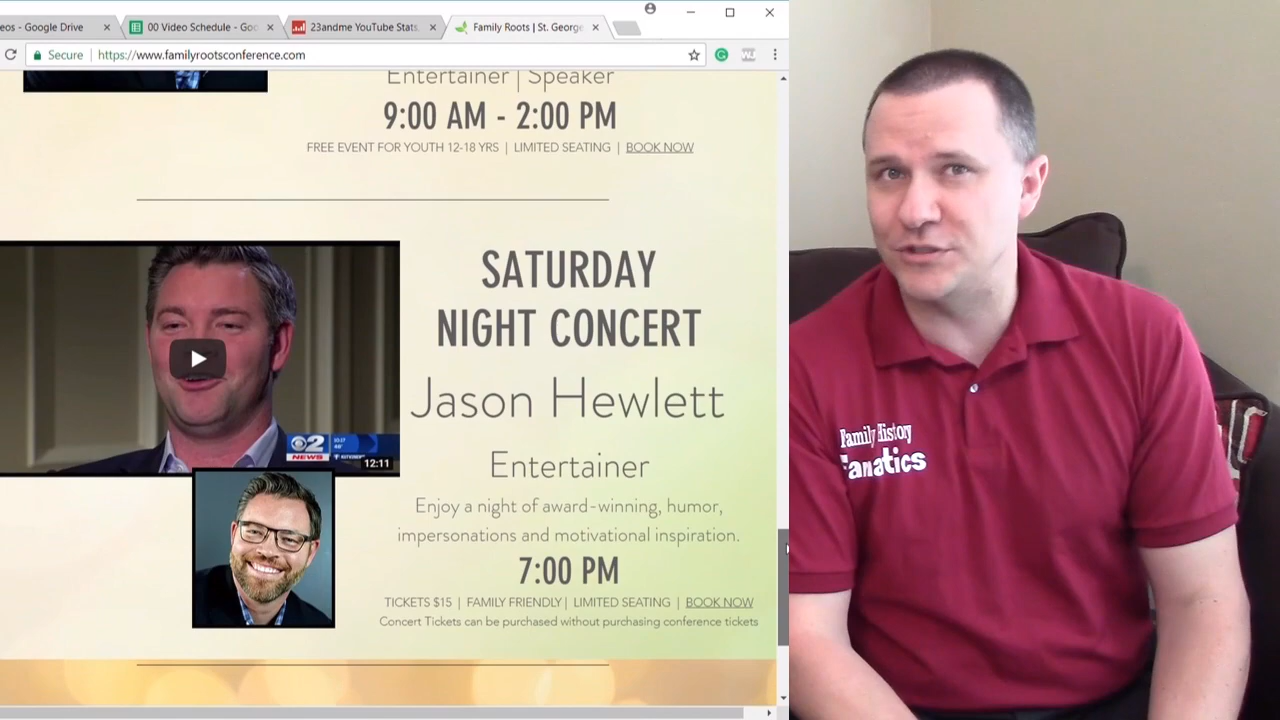 eos - Google Drive
00 Video Schedule - Goo
23andme YouTube Stats
Family Roots | St. George
Secure
https://www.familyrootsconference.com
Entertainer | Speaker
9:00 AM - 2:00 PM
FREE EVENT FOR YOUTH 12-18 YRS | LIMITED SEATING | BOOK NOW
SATURDAY
NIGHT CONCERT
Jason Hewlett
Entertainer
Enjoy a night of award-winning, humor,
impersonations and motivational inspiration.
7:00 PM
TICKETS $15 | FAMILY FRIENDLY | LIMITED SEATING | BOOK NOW
Concert Tickets can be purchased without purchasing conference tickets
2
NEWS
10:17
12:11
Family History
Fanatics